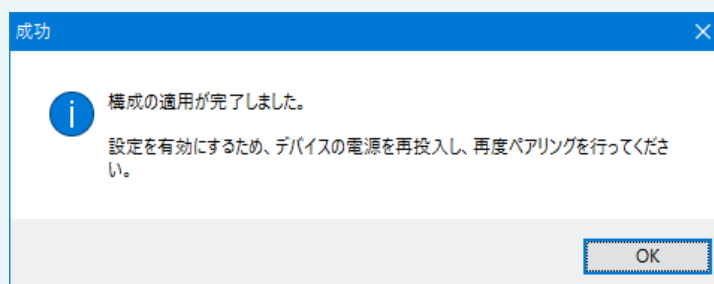 成功
構成の適用が完了しました。
設定を有効にするため、デバイスの電源を再投入し、再度ペアリングを行ってくださ
い。
OK